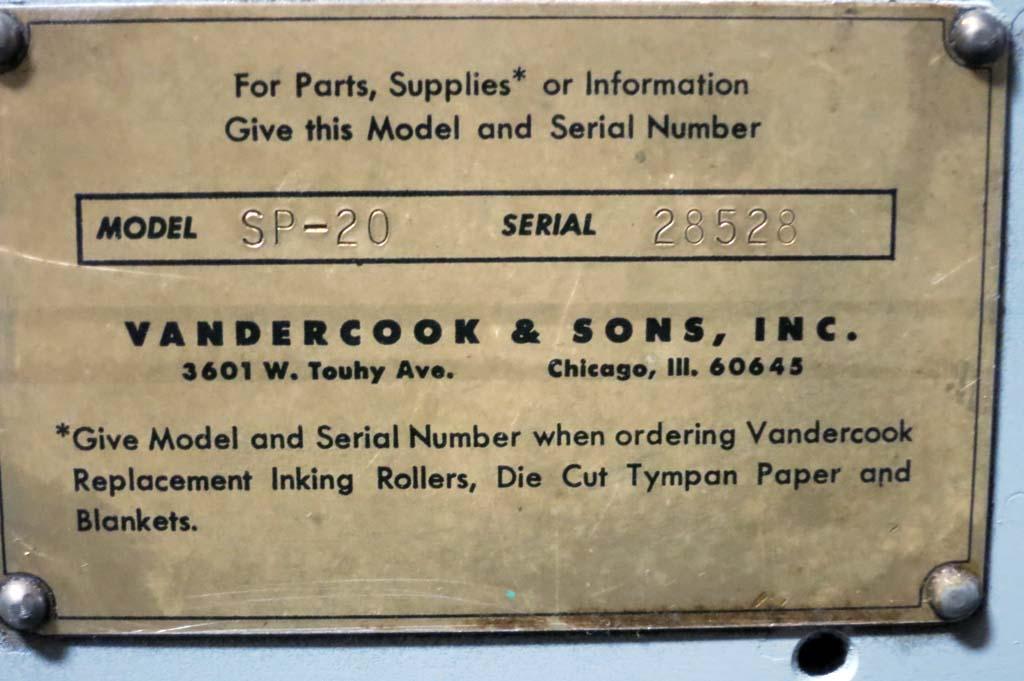 For Parts, Supplies* or Information
Give this Model and Serial Number
MODEL SP-20 SERIAL 28528
VANDERCOOK & SONS, INC.
3601 W. Touhy Ave. Chicago, Ill. 60645
*Give Model and Serial Number when ordering Vandercook
Replacement Inking Rollers, Die Cut Tympan Paper and
Blankets.